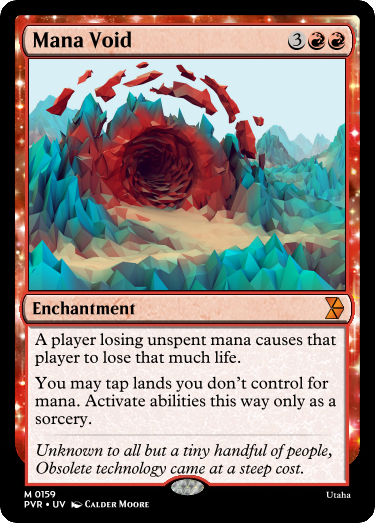 Mana Void 3
Enchantment
A player losing unspent mana causes that
player to lose that much life.
You may tap lands you don't control for
mana. Activate abilities this way only as a
sorcery.
Unknown to all but a tiny handful of people,
Obsolete technology came at a steep cost.
M 0159
PVR • UV CALDER MOORE
Utaha